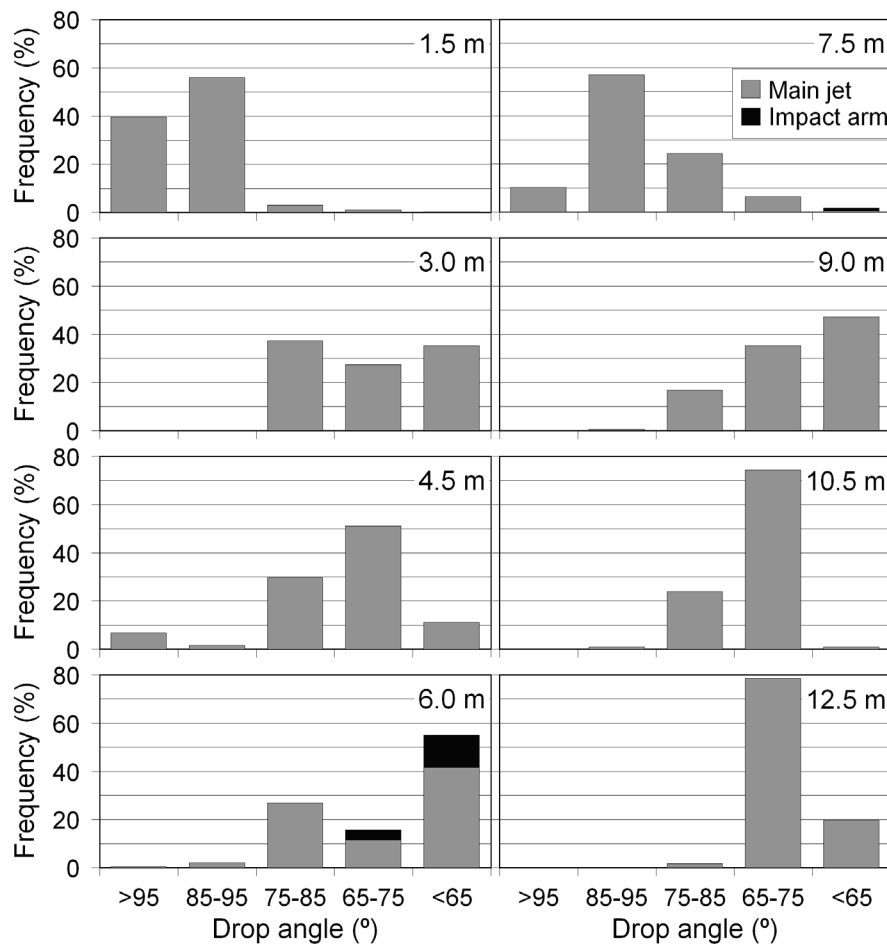 Frequency (%)
80
60
40
20
0
1.5 m
7.5 m
Main jet
Impact arm
Frequency (%)
80
60
40
20
0
3.0 m
9.0 m
Frequency (%)
80
60
40
20
0
4.5 m
10.5 m
Frequency (%)
80
60
40
20
0
6.0 m
12.5 m
>95 85-95 75-85 65-75 <65 >95 85-95 75-85 65-75 <65
Drop angle (º) Drop angle (º)